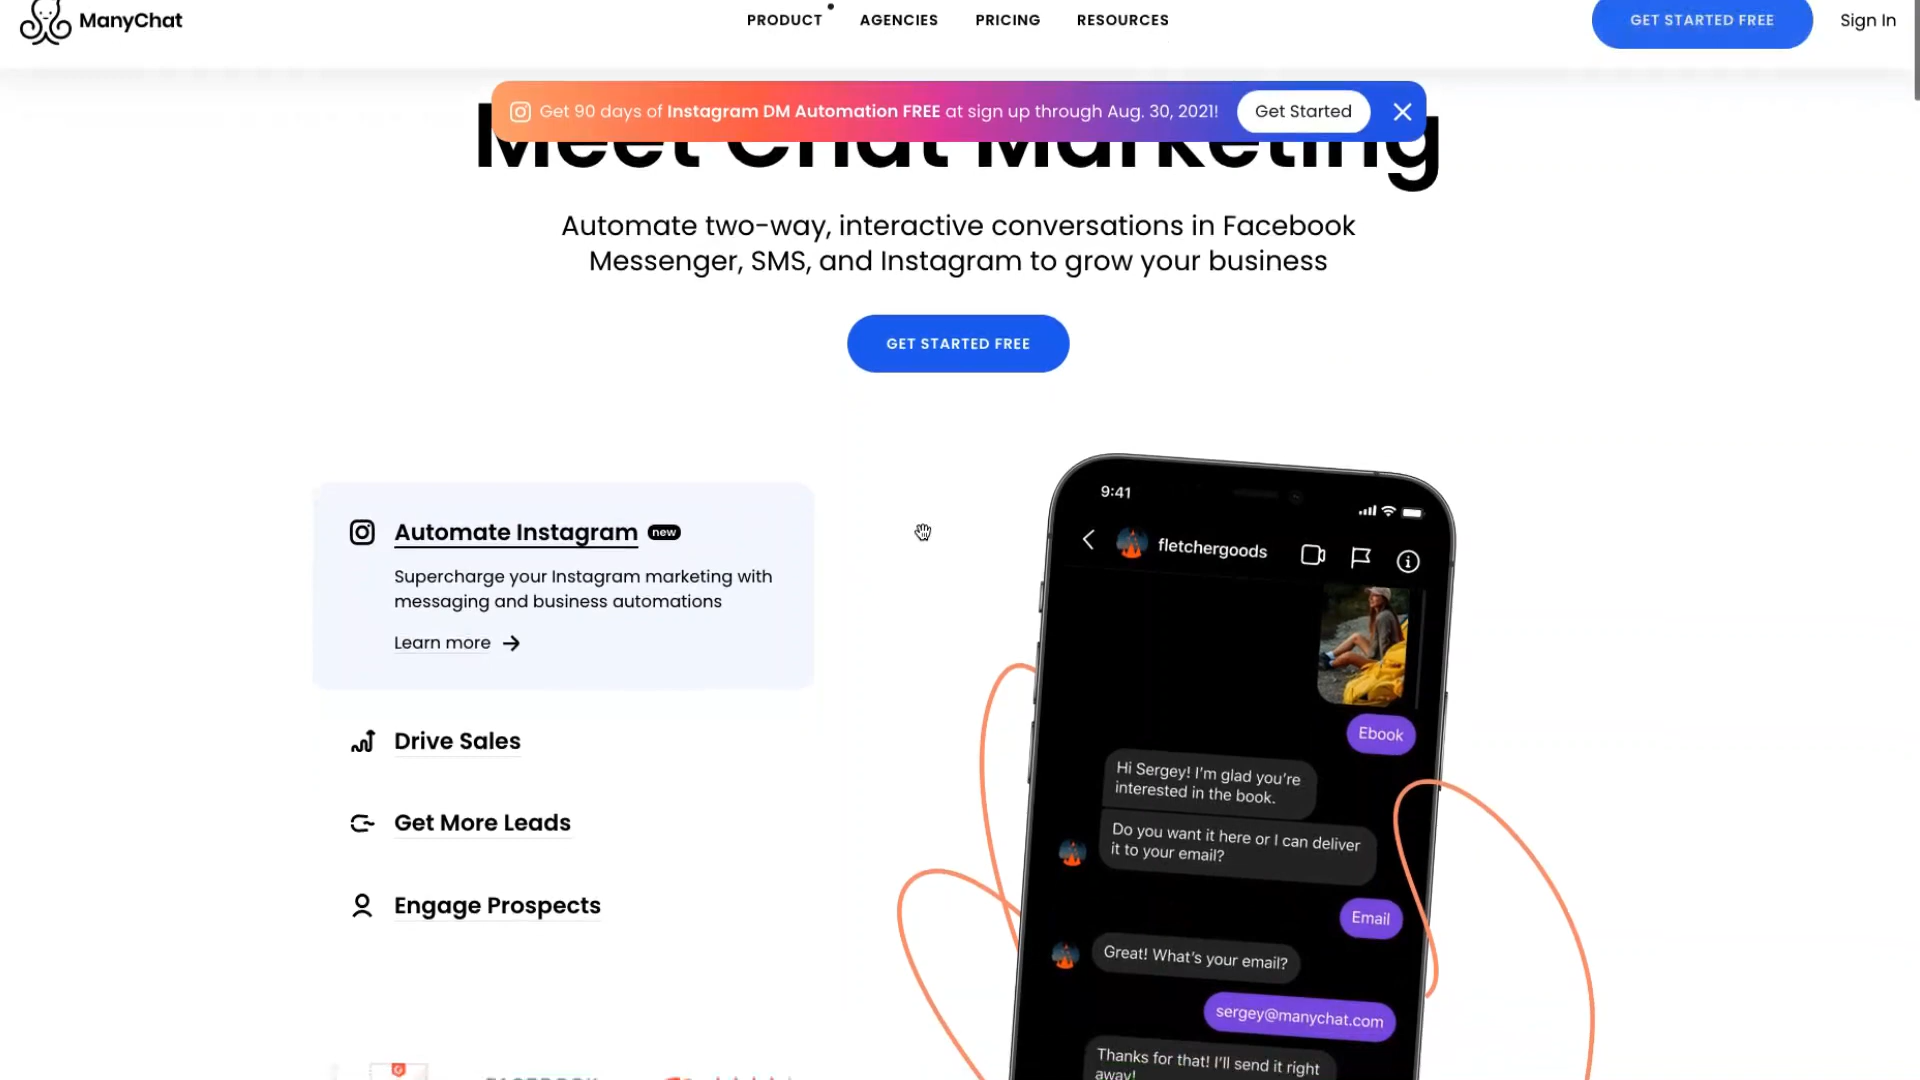 ManyChat
PRODUCT
AGENCIES
PRICING
RESOURCES
GET STARTED FREE
Sign In
Get 90 days of Instagram DM Automation FREE at sign up through Aug. 30, 2021!
Get Started
Meet Chat Marketing
Automate two-way, interactive conversations in Facebook
Messenger, SMS, and Instagram to grow your business
GET STARTED FREE
Automate Instagram new
Supercharge your Instagram marketing with
messaging and business automations
Learn more
Drive Sales
Get More Leads
Engage Prospects
9:41
fletchergoods
Ebook
Hi Sergey! I'm glad you're
interested in the book.
Do you want it here or I can deliver
it to your email?
Email
Great! What's your email?
sergey@manychat.com
Thanks for that! I'll send it right
away!